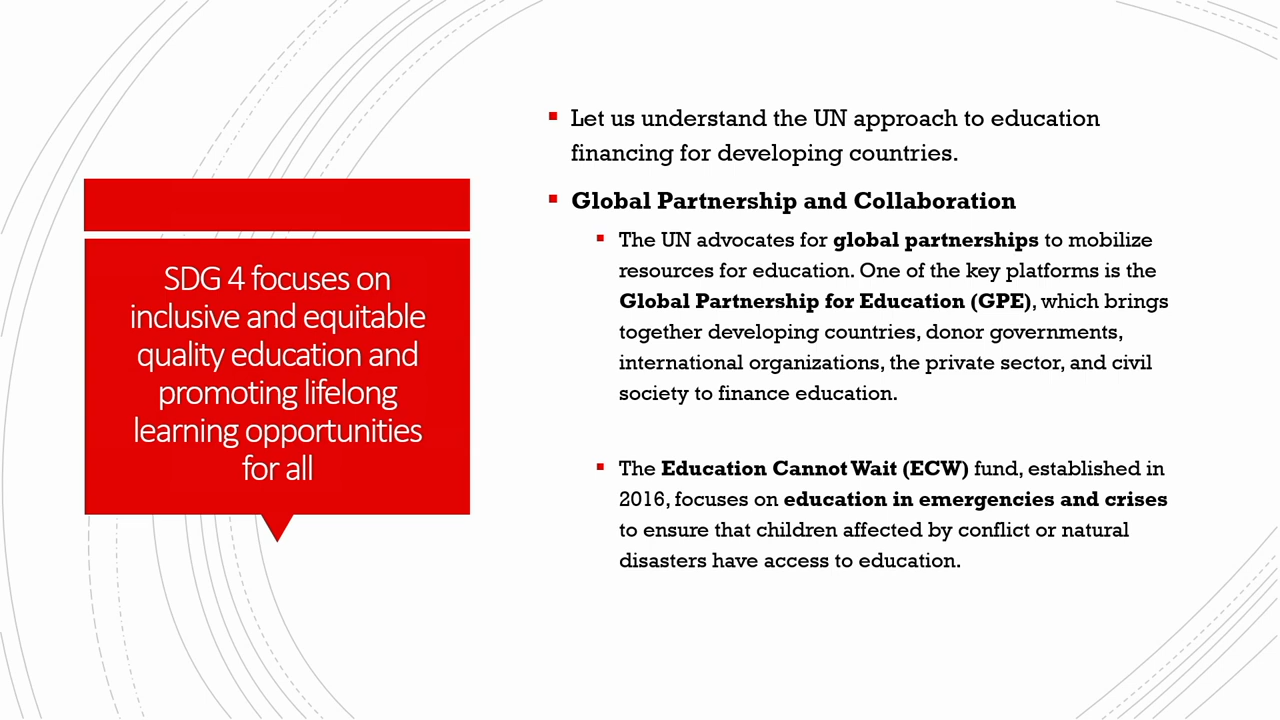 SDG 4 focuses on
inclusive and equitable
quality education and
promoting lifelong
learning opportunities
for all
Let us understand the UN approach to education
financing for developing countries.
Global Partnership and Collaboration
The UN advocates for global partnerships to mobilize
resources for education. One of the key platforms is the
Global Partnership for Education (GPE), which brings
together developing countries, donor governments,
international organizations, the private sector, and civil
society to finance education.
The Education Cannot Wait (ECW) fund, established in
2016, focuses on education in emergencies and crises
to ensure that children affected by conflict or natural
disasters have access to education.